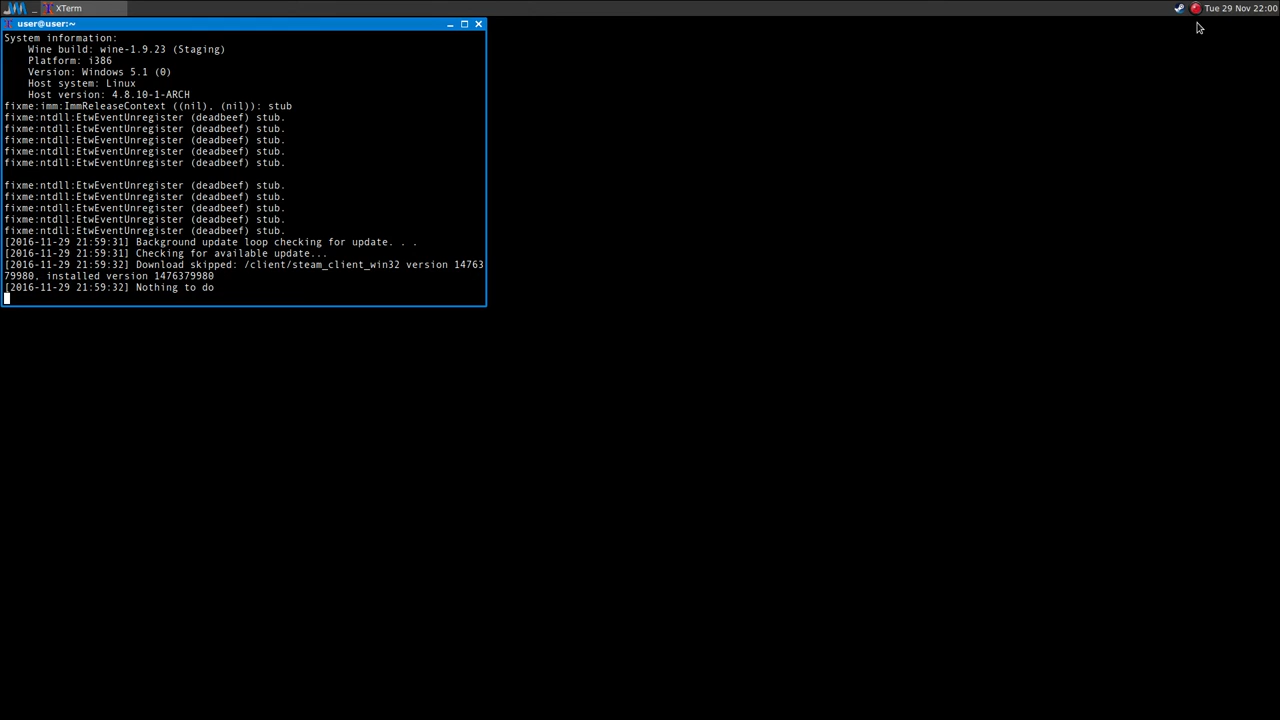 XTerm
Tue 29 Nov 22:00
user@user:~
System information:
Wine build: wine-1.9.23 (Staging)
Platform: i386
Version: Windows 5.1 (0)
Host system: Linux
Host version: 4.8.10-1-ARCH
fixme:imm:ImmReleaseContext ((nil), (nil)): stub
fixme:ntdll:EtwEventUnregister (deadbeef) stub.
fixme:ntdll:EtwEventUnregister (deadbeef) stub.
fixme:ntdll:EtwEventUnregister (deadbeef) stub.
fixme:ntdll:EtwEventUnregister (deadbeef) stub.
fixme:ntdll:EtwEventUnregister (deadbeef) stub.
fixme:ntdll:EtwEventUnregister (deadbeef) stub.
fixme:ntdll:EtwEventUnregister (deadbeef) stub.
fixme:ntdll:EtwEventUnregister (deadbeef) stub.
fixme:ntdll:EtwEventUnregister (deadbeef) stub.
fixme:ntdll:EtwEventUnregister (deadbeef) stub.
[2016-11-29 21:59:31] Background update loop checking for update. . .
[2016-11-29 21:59:31] Checking for available update...
[2016-11-29 21:59:32] Download skipped: /client/steam_client_win32 version 14763
79980, installed version 1476379980
[2016-11-29 21:59:32] Nothing to do